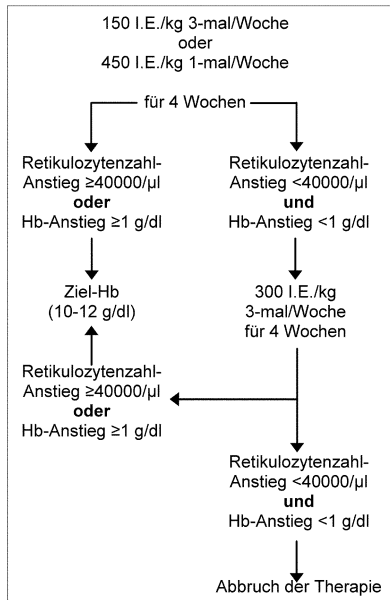 150 I.E./kg 3-mal/Woche
oder
450 I.E./kg 1-mal/Woche
für 4 Wochen
Retikulozytenzahl-
Anstieg ≥40000/µl
oder
Hb-Anstieg ≥1 g/dl
Retikulozytenzahl-
Anstieg <40000/µl
und
Hb-Anstieg <1 g/dl
Ziel-Hb
(10-12 g/dl)
300 I.E./kg
3-mal/Woche
für 4 Wochen
Retikulozytenzahl-
Anstieg ≥40000/µl
oder
Hb-Anstieg ≥1 g/dl
Retikulozytenzahl-
Anstieg <40000/µl
und
Hb-Anstieg <1 g/dl
Abbruch der Therapie